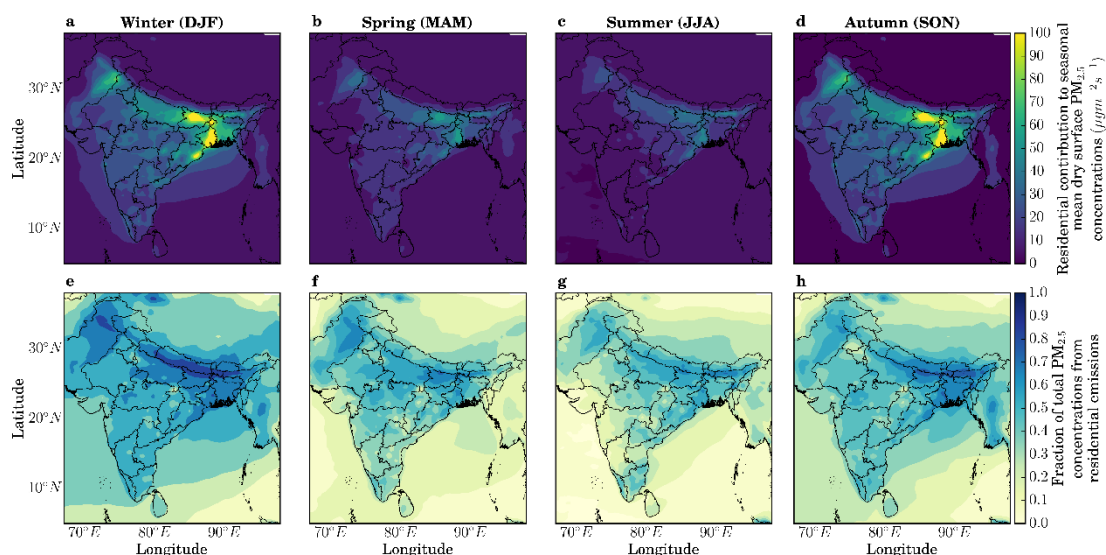 a Winter (DJF)
b Spring (MAM)
c Summer (JJA)
d Autumn (SON)
30° N
20° N
10° N
Latitude
100
90
80
70
60
50
40
30
20
10
0
Residential contribution to seasonal
mean dry surface PM2.5
concentrations (μgm⁻²s⁻¹)
e
f
g
h
30° N
20° N
10° N
Latitude
70° E 80° E 90° E
Longitude
70° E 80° E 90° E
Longitude
70° E 80° E 90° E
Longitude
70° E 80° E 90° E
Longitude
1.0
0.9
0.8
0.7
0.6
0.5
0.4
0.3
0.2
0.1
0.0
Fraction of total PM2.5
concentrations from
residential emissions